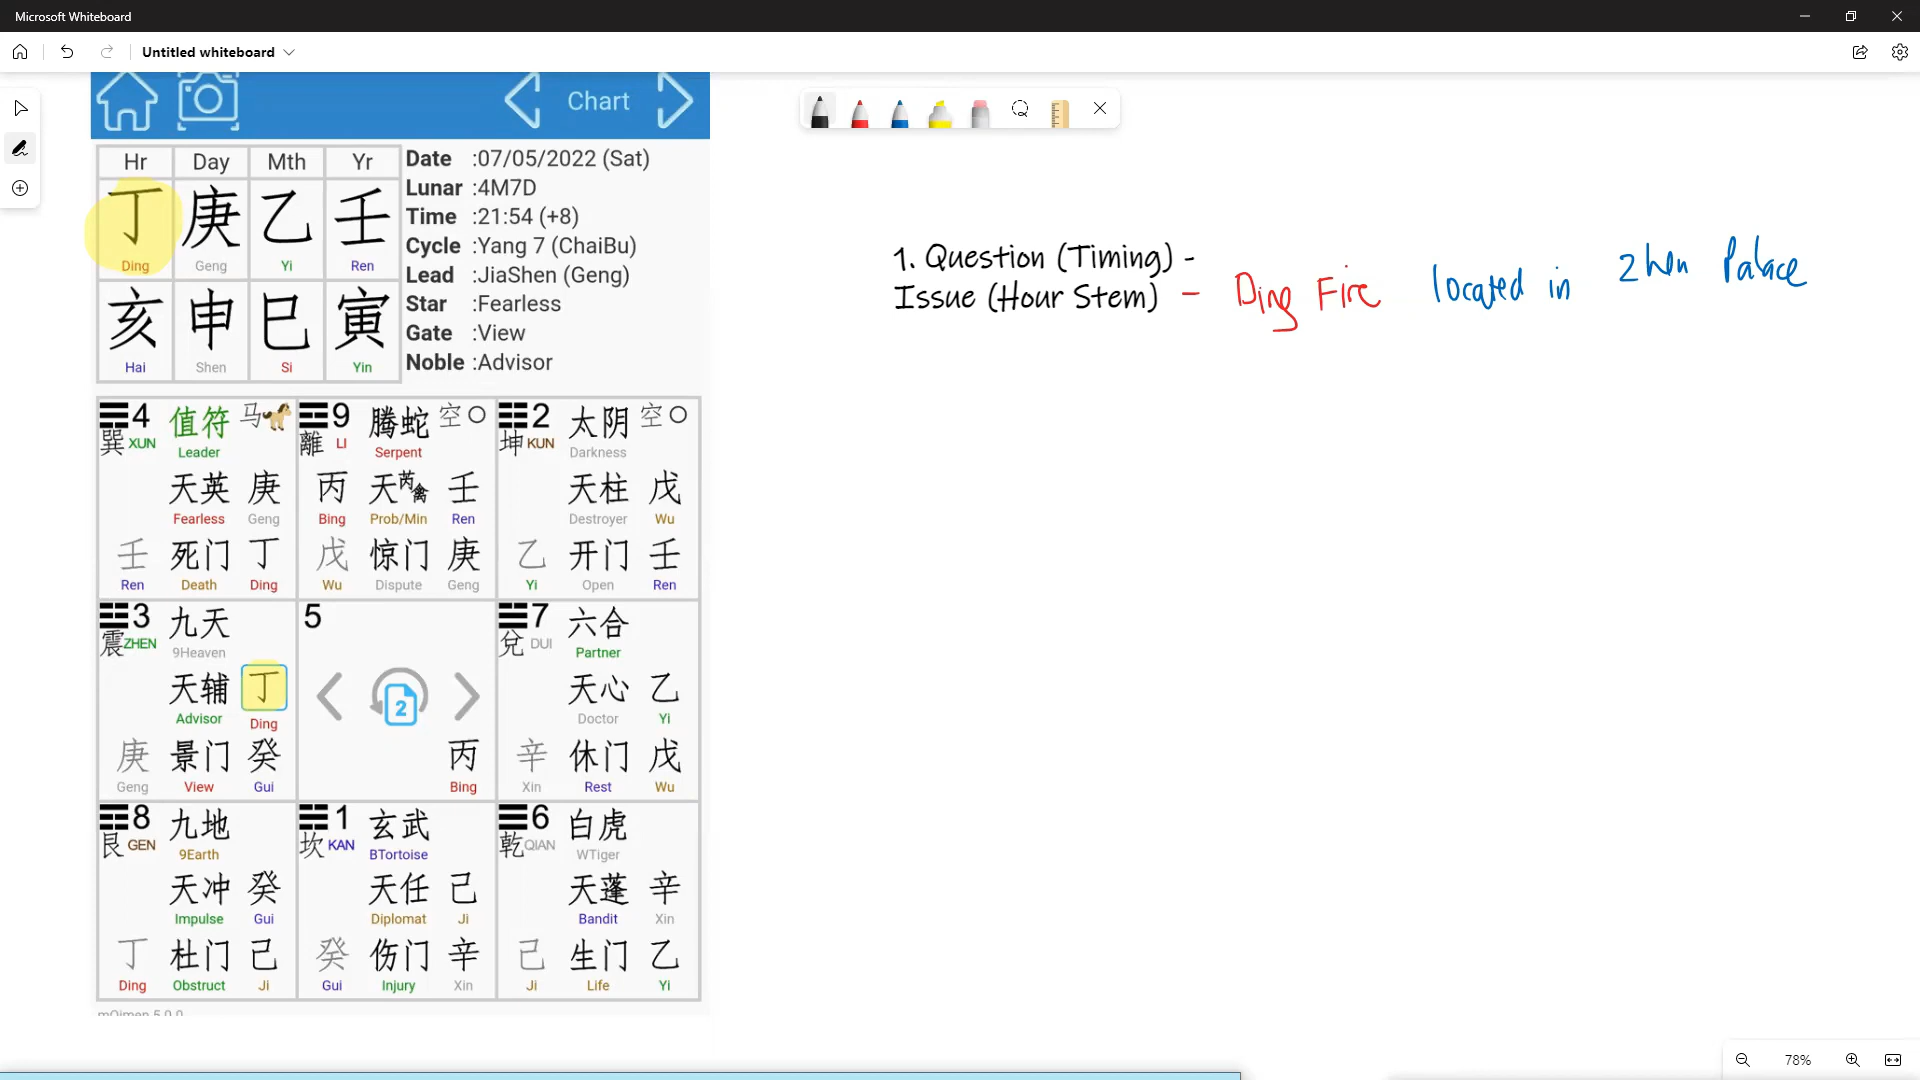 Microsoft Whiteboard
Untitled whiteboard
Chart
Hr Day Mth Yr
丁 庚 乙 壬
Ding Geng Yi Ren
亥 申 巳 寅
Hai Shen Si Yin
Date :07/05/2022 (Sat)
Lunar :4M7D
Time :21:54 (+8)
Cycle :Yang 7 (ChaiBu)
Lead :JiaShen (Geng)
Star :Fearless
Gate :View
Noble :Advisor
4 值符 马
巽 XUN Leader
天英 庚
Fearless Geng
壬 死门 丁
Ren Death Ding
9 腾蛇 空
離 LI Serpent
丙 天芮禽 壬
Bing Prob/Min Ren
戊 惊门 庚
Wu Dispute Geng
2 太阴 空
坤 KUN Darkness
天柱 戊
Destroyer Wu
乙 开门 壬
Yi Open Ren
3 九天
震 ZHEN 9Heaven
天辅 丁
Advisor Ding
庚 景门 癸
Geng View Gui
5
2
丙
Bing
7 六合
兌 DUI Partner
天心 乙
Doctor Yi
辛 休门 戊
Xin Rest Wu
8 九地
艮 GEN 9Earth
天冲 癸
Impulse Gui
丁 杜门 己
Ding Obstruct Ji
1 玄武
坎 KAN BTortoise
天任 己
Diplomat Ji
癸 伤门 辛
Gui Injury Xin
6 白虎
乾 QIAN WTiger
天蓬 辛
Bandit Xin
己 生门 乙
Ji Life Yi
mQimen 5.0.0
1. Question (Timing) -
Issue (Hour Stem) - Ding Fire located in Zhen Palace
78%